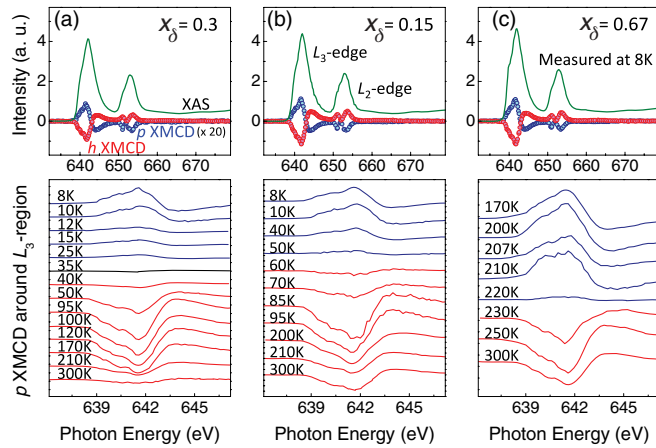 (a)
Xδ = 0.3
(b)
Xδ = 0.15
(c)
Xδ = 0.67
Intensity (a. u.)
4
2
0
XAS
p XMCD (x 20)
h XMCD
640 650 660 670
4
2
0
L3-edge
L2-edge
640 650 660 670
4
2
0
Measured at 8K
640 650 660 670
p XMCD around L3-region
8K
10K
12K
15K
25K
35K
40K
50K
95K
100K
120K
170K
210K
300K
639 642 645
Photon Energy (eV)
8K
10K
40K
50K
60K
70K
85K
95K
200K
210K
300K
639 642 645
Photon Energy (eV)
170K
200K
207K
210K
220K
230K
250K
300K
639 642 645
Photon Energy (eV)